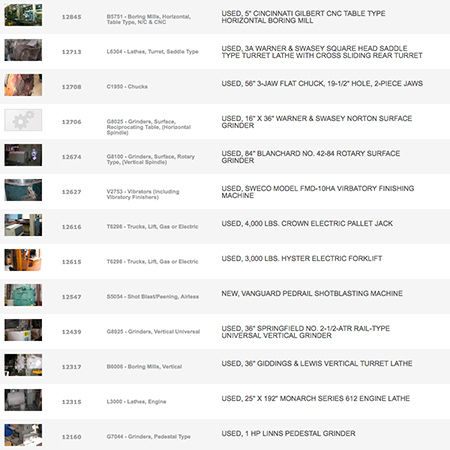 12845 B5751 - Boring Mills, Horizontal, USED, 5" CINCINNATI GILBERT CNC TABLE TYPE
Table Type, N/C & CNC HORIZONTAL BORING MILL
12713 L5304 - Lathes, Turret, Saddle Type USED, 3A WARNER & SWASEY SQUARE HEAD SADDLE
TYPE TURRET LATHE WITH CROSS SLIDING REAR TURRET
12708 C1950 - Chucks USED, 56" 3-JAW FLAT CHUCK, 19-1/2" HOLE, 2-PIECE JAWS
12706 G8025 - Grinders, Surface, USED, 16" X 36" WARNER & SWASEY NORTON SURFACE
Reciprocating Table, (Horizontal GRINDER
Spindle)
12674 G8100 - Grinders, Surface, Rotary USED, 84" BLANCHARD NO. 42-84 ROTARY SURFACE
Type, (Vertical Spindle) GRINDER
12627 V2753 - Vibrators (Including USED, SWECO MODEL FMD-10HA VIRBATORY FINISHING
Vibratory Finishers) MACHINE
12616 T5298 - Trucks, Lift, Gas or Electric USED, 4,000 LBS. CROWN ELECTRIC PALLET JACK
12615 T5298 - Trucks, Lift, Gas or Electric USED, 3,000 LBS. HYSTER ELECTRIC FORKLIFT
12547 S5054 - Shot Blast/Peening, Airless NEW, VANGUARD PEDRAIL SHOTBLASTING MACHINE
12439 G8925 - Grinders, Vertical Universal USED, 36" SPRINGFIELD NO. 2-1/2-ATR RAIL-TYPE
UNIVERSAL VERTICAL GRINDER
12317 B6006 - Boring Mills, Vertical USED, 36" GIDDINGS & LEWIS VERTICAL TURRET LATHE
12315 L3000 - Lathes, Engine USED, 25" X 192" MONARCH SERIES 612 ENGINE LATHE
12160 G7044 - Grinders, Pedestal Type USED, 1 HP LINNS PEDESTAL GRINDER